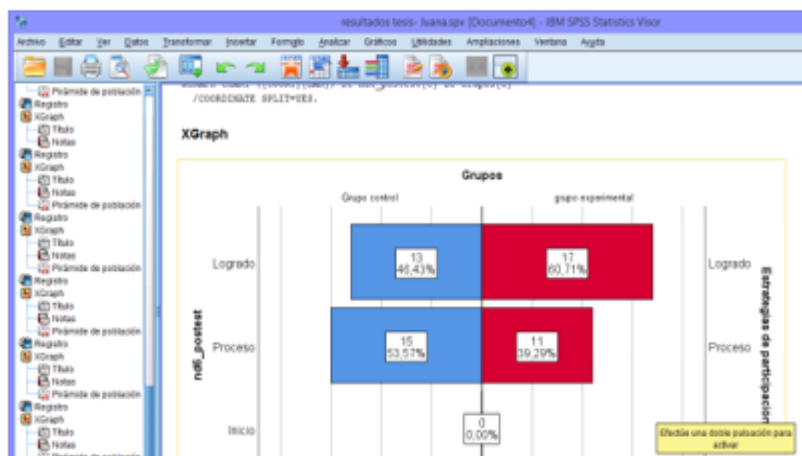 resultados tesis- Juana.spv [Documento4] - IBM SPSS Statistics Visor
Archivo Editar Ver Datos Transformar Insertar Formato Analizar Gráficos Utilidades Ampliaciones Ventana Ayuda
Pirámide de población
Registro
XGraph
Título
Notas
Registro
XGraph
Título
Notas
Pirámide de población
Registro
XGraph
Título
Notas
Pirámide de población
Registro
XGraph
Título
Notas
Pirámide de población
Registro
XGraph
Título
Notas
Pirámide de población
Registro
XGraph
Título
Notas
/COORDINATE SPLIT=YES.
XGraph
Grupos
Grupo control grupo experimental
Logrado
13
46,43%
17
60,71%
Logrado
Proceso
15
53,57%
11
39,29%
Proceso
Inicio
0
0,00%
nd6_postest
Estrategias de participación
Efectúe una doble pulsación para
activar